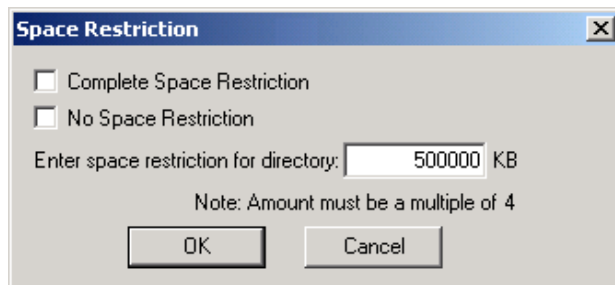 Space Restriction
Complete Space Restriction
No Space Restriction
Enter space restriction for directory: 500000 KB
Note: Amount must be a multiple of 4
OK Cancel